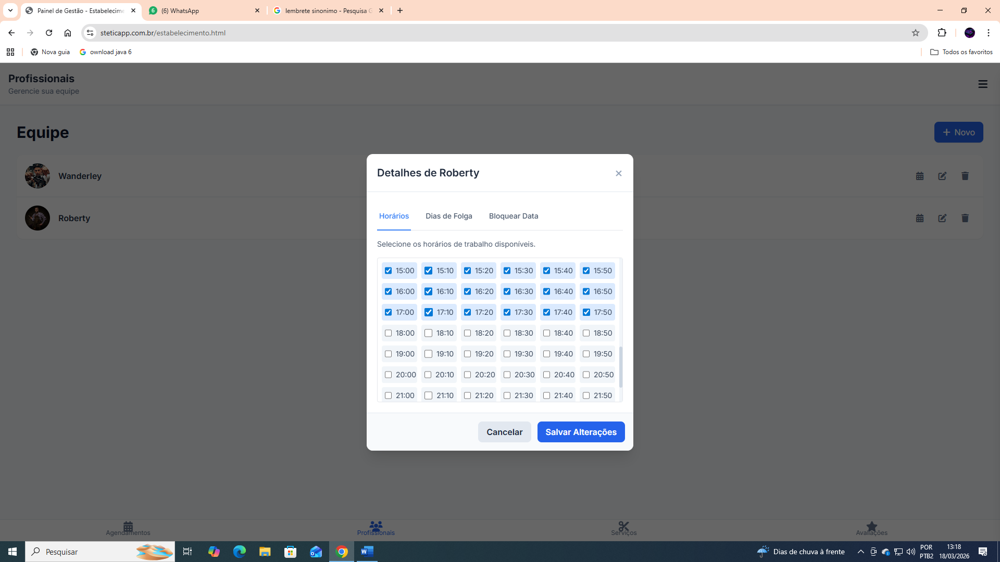 Painel de Gestão - Estabelecime
(6) WhatsApp
lembrete sinonimo - Pesquisa G
steticapp.com.br/estabelecimento.html
Nova guia
ownload java 6
Todos os favoritos
Profissionais
Gerencie sua equipe
Equipe
Novo
Wanderley
Roberty
Detalhes de Roberty
Horários
Dias de Folga
Bloquear Data
Selecione os horários de trabalho disponíveis.
15:00 15:10 15:20 15:30 15:40 15:50
16:00 16:10 16:20 16:30 16:40 16:50
17:00 17:10 17:20 17:30 17:40 17:50
18:00 18:10 18:20 18:30 18:40 18:50
19:00 19:10 19:20 19:30 19:40 19:50
20:00 20:10 20:20 20:30 20:40 20:50
21:00 21:10 21:20 21:30 21:40 21:50
Cancelar
Salvar Alterações
Agendamentos
Profissionais
Serviços
Avaliações
Pesquisar
Dias de chuva à frente
POR
PTB2
13:18
18/03/2026